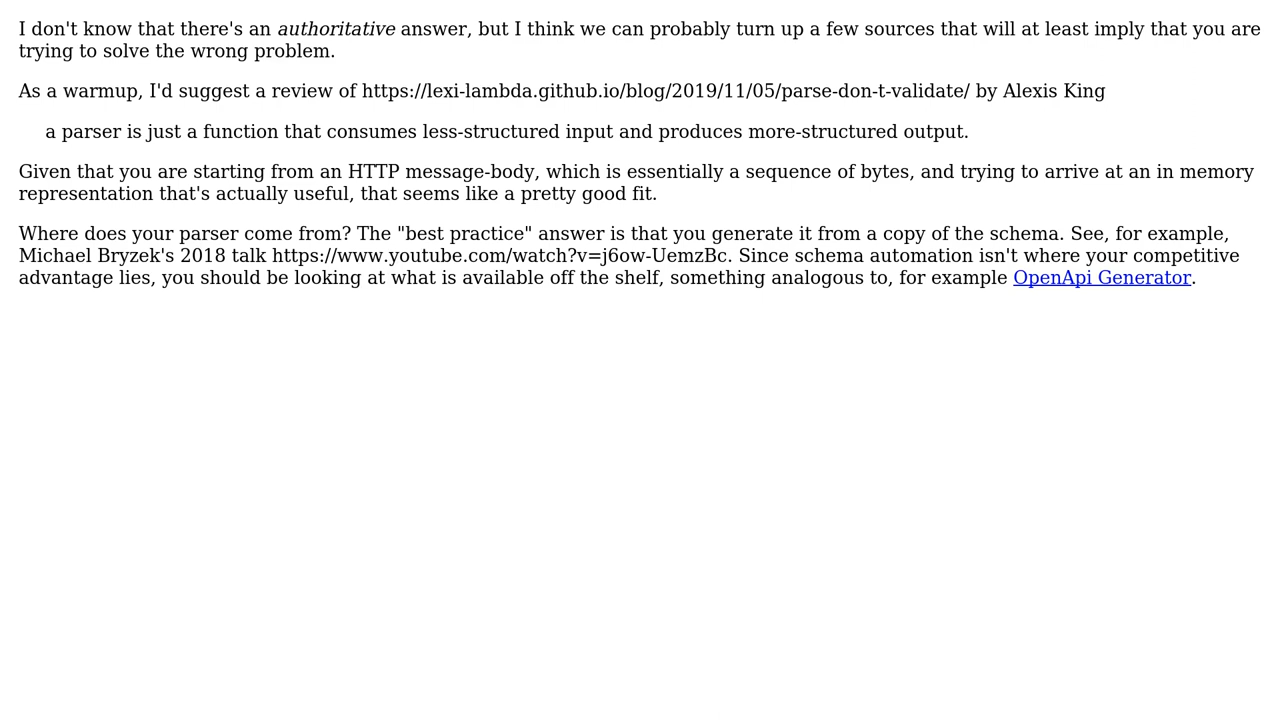 I don't know that there's an authoritative answer, but I think we can probably turn up a few sources that will at least imply that you are
trying to solve the wrong problem.
As a warmup, I'd suggest a review of https://lexi-lambda.github.io/blog/2019/11/05/parse-don-t-validate/ by Alexis King
a parser is just a function that consumes less-structured input and produces more-structured output.
Given that you are starting from an HTTP message-body, which is essentially a sequence of bytes, and trying to arrive at an in memory
representation that's actually useful, that seems like a pretty good fit.
Where does your parser come from? The "best practice" answer is that you generate it from a copy of the schema. See, for example,
Michael Bryzek's 2018 talk https://www.youtube.com/watch?v=j6ow-UemzBc. Since schema automation isn't where your competitive
advantage lies, you should be looking at what is available off the shelf, something analogous to, for example OpenApi Generator.